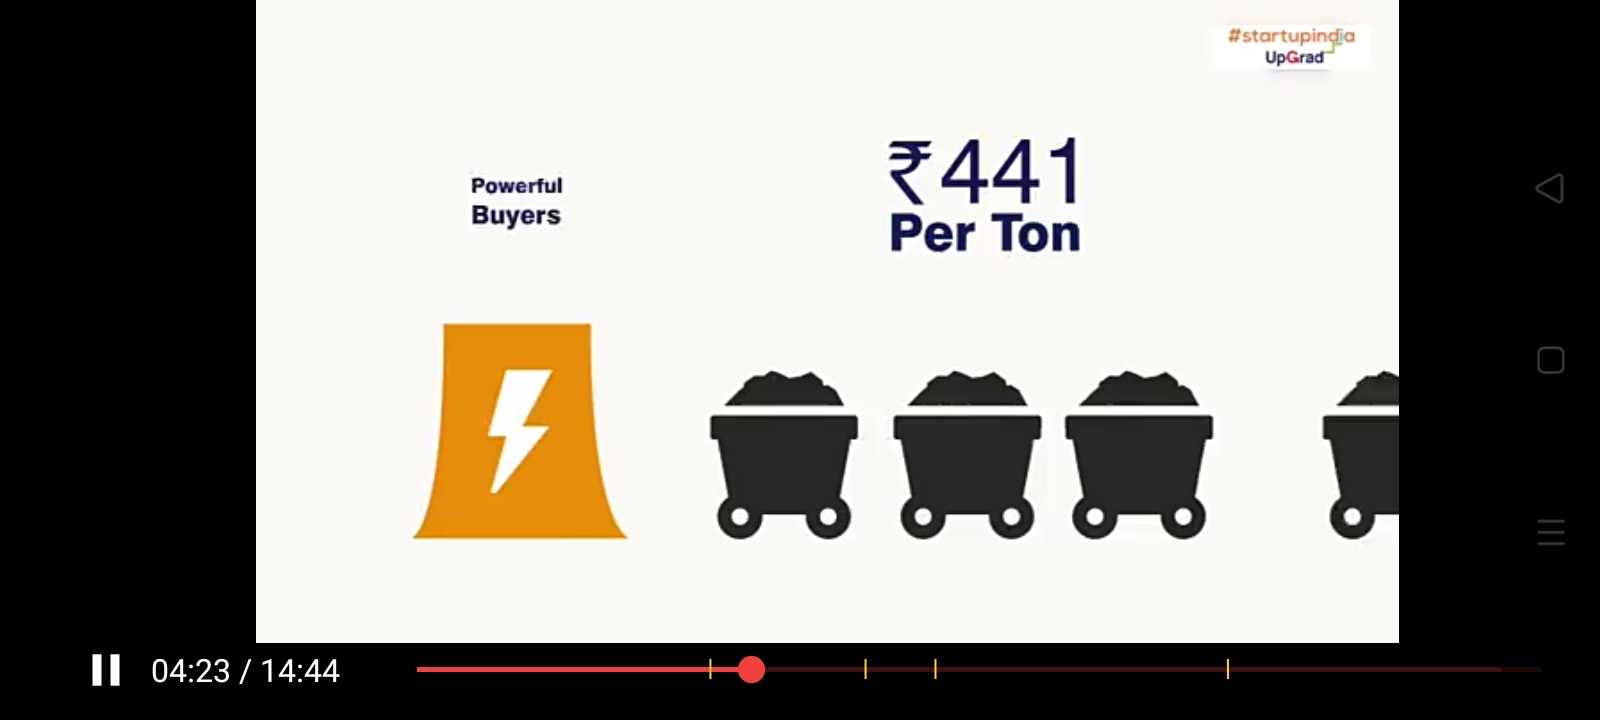 #startupindia
UpGrad
Powerful
Buyers
₹441
Per Ton
04:23 / 14:44